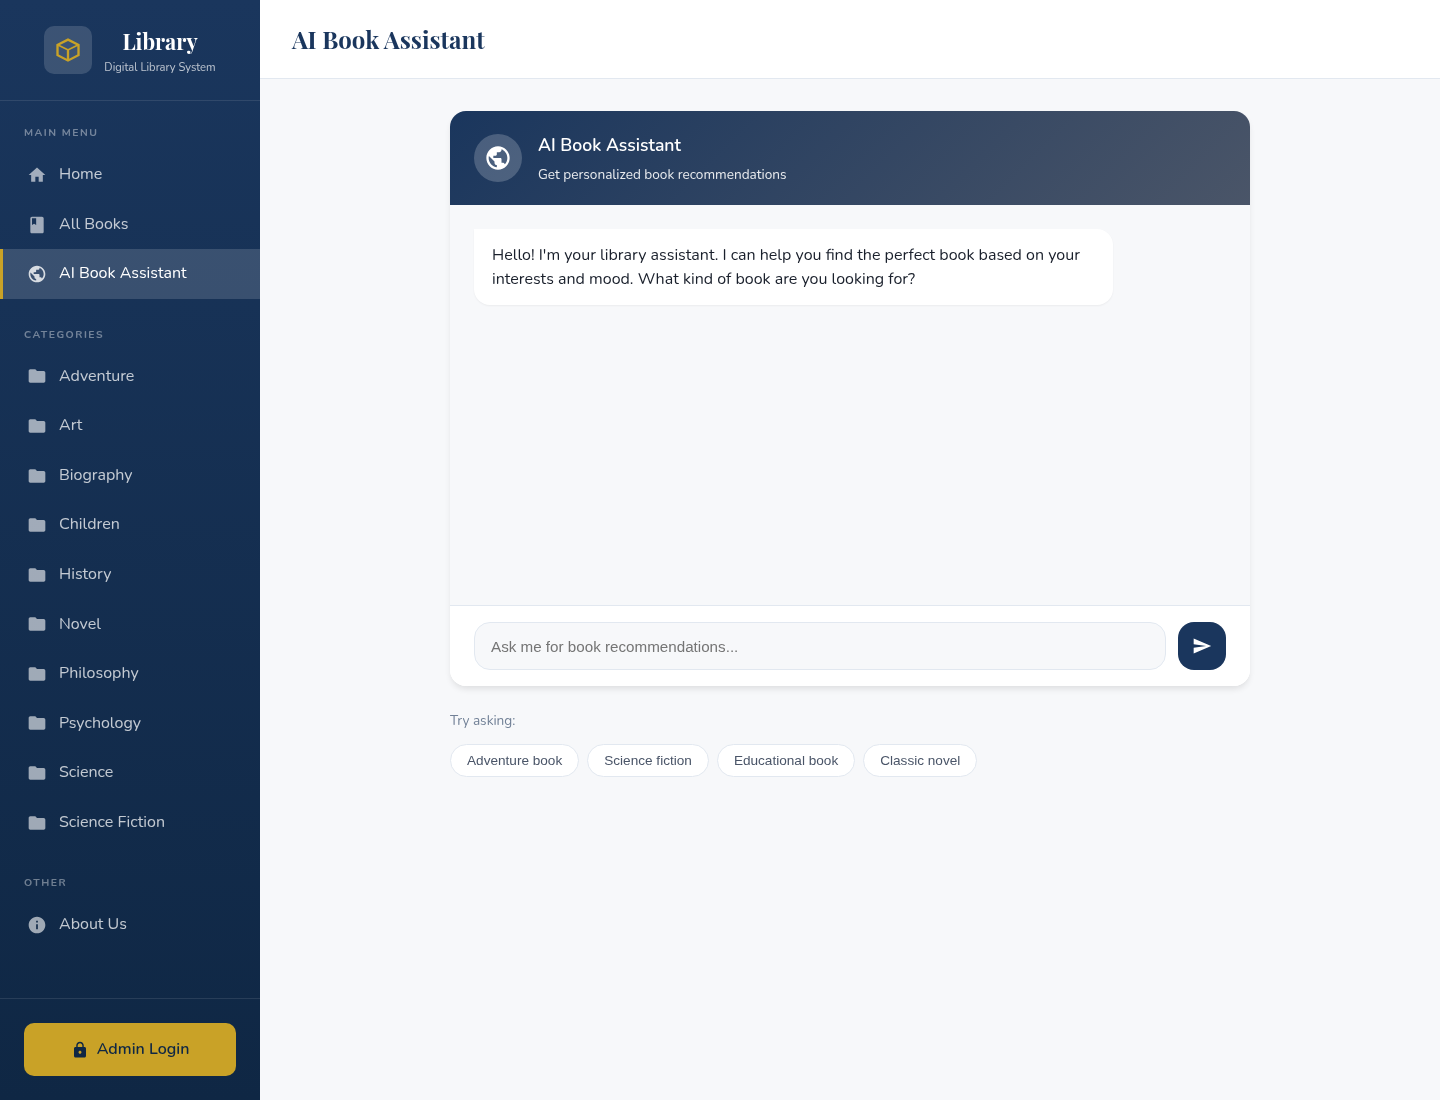 Library
Digital Library System
MAIN MENU
Home
All Books
AI Book Assistant
CATEGORIES
Adventure
Art
Biography
Children
History
Novel
Philosophy
Psychology
Science
Science Fiction
OTHER
About Us
Admin Login
AI Book Assistant
AI Book Assistant
Get personalized book recommendations
Hello! I'm your library assistant. I can help you find the perfect book based on your
interests and mood. What kind of book are you looking for?
Ask me for book recommendations...
Try asking:
Adventure book
Science fiction
Educational book
Classic novel